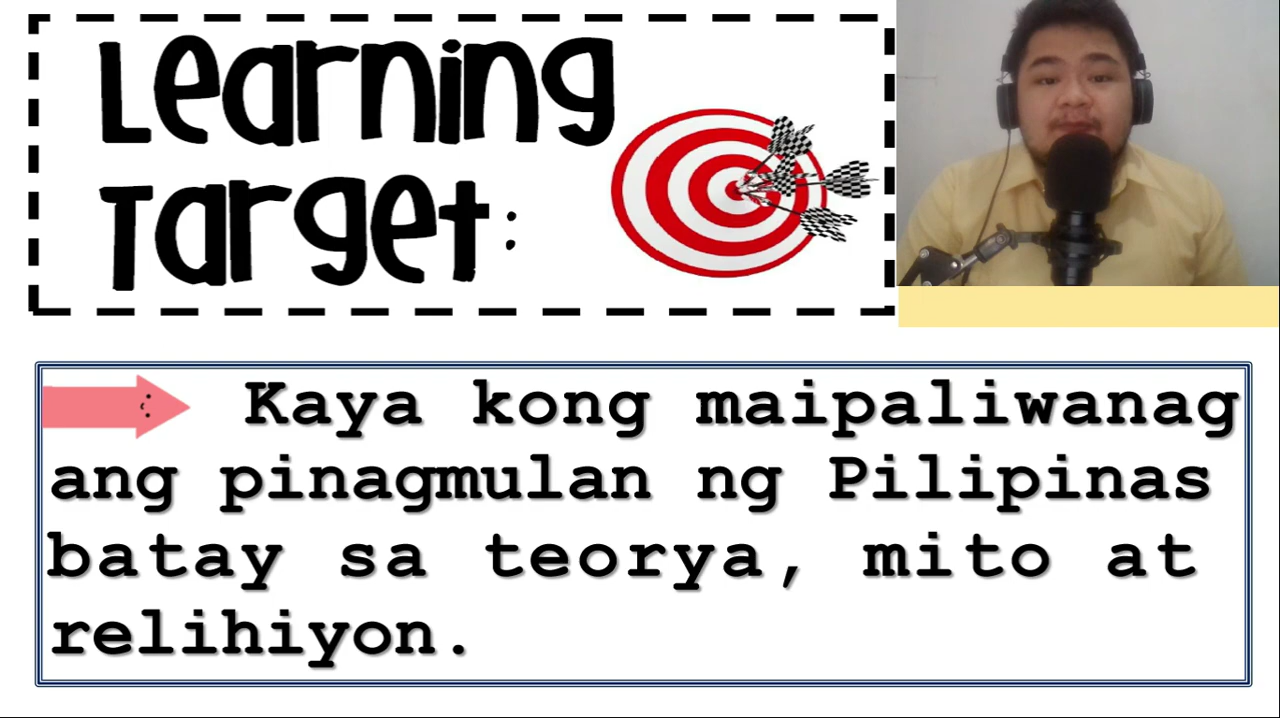 Learning
Target:
Kaya kong maipaliwanag
ang pinagmulan ng Pilipinas
batay sa teorya, mito at
relihiyon.